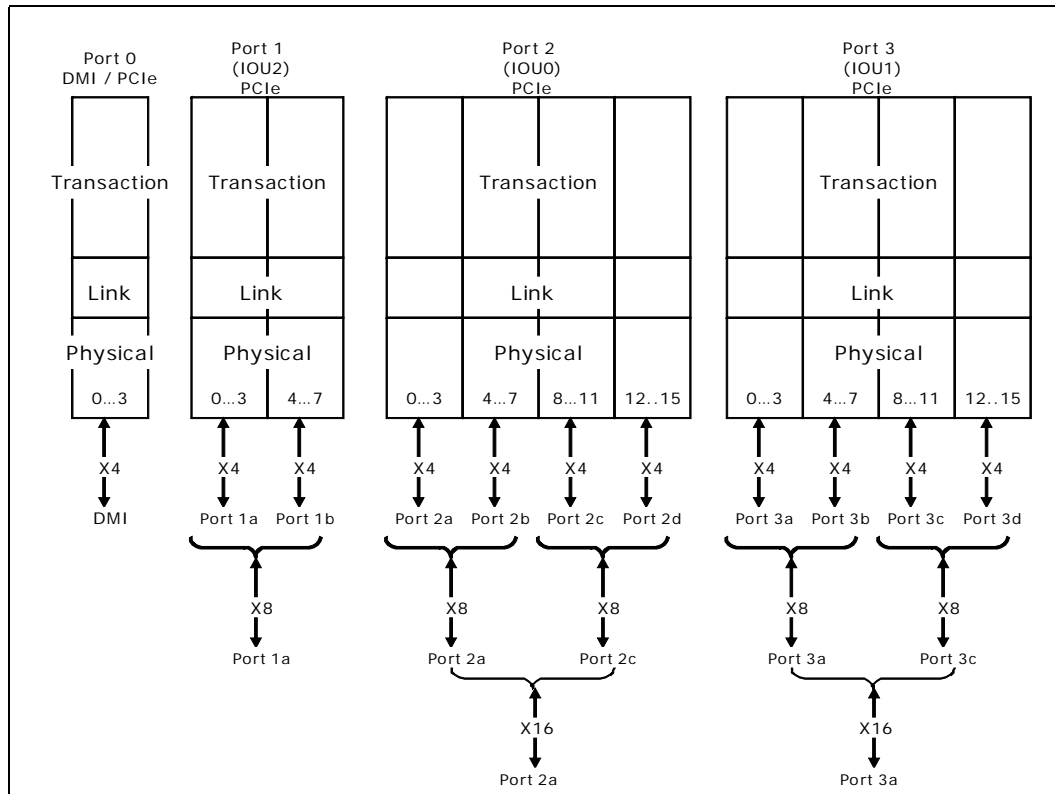 Port 0
DMI / PCIe
Port 1
(IOU2)
PCIe
Port 2
(IOU0)
PCIe
Port 3
(IOU1)
PCIe
Transaction Transaction Transaction Transaction
Link Link Link Link
Physical Physical Physical Physical
0...3 0...3 4...7 0...3 4...7 8...11 12..15 0...3 4...7 8...11 12..15
X4 X4 X4 X4 X4 X4 X4 X4 X4 X4 X4
DMI Port 1a Port 1b Port 2a Port 2b Port 2c Port 2d Port 3a Port 3b Port 3c Port 3d
X8 X8 X8 X8 X8
Port 1a Port 2a Port 2c Port 3a Port 3c
X16 X16
Port 2a Port 3a